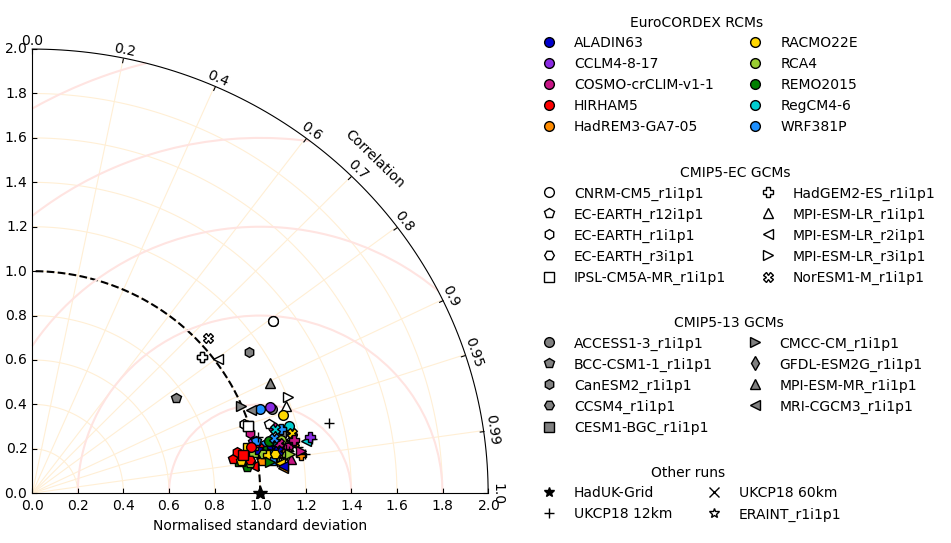 EuroCORDEX RCMs
ALADIN63 RACMO22E
CCLM4-8-17 RCA4
COSMO-crCLIM-v1-1 REMO2015
HIRHAM5 RegCM4-6
HadREM3-GA7-05 WRF381P
CMIP5-EC GCMs
CNRM-CM5_r1i1p1 HadGEM2-ES_r1i1p1
EC-EARTH_r12i1p1 MPI-ESM-LR_r1i1p1
EC-EARTH_r1i1p1 MPI-ESM-LR_r2i1p1
EC-EARTH_r3i1p1 MPI-ESM-LR_r3i1p1
IPSL-CM5A-MR_r1i1p1 NorESM1-M_r1i1p1
CMIP5-13 GCMs
ACCESS1-3_r1i1p1 CMCC-CM_r1i1p1
BCC-CSM1-1_r1i1p1 GFDL-ESM2G_r1i1p1
CanESM2_r1i1p1 MPI-ESM-MR_r1i1p1
CCSM4_r1i1p1 MRI-CGCM3_r1i1p1
CESM1-BGC_r1i1p1
Other runs
HadUK-Grid UKCP18 60km
UKCP18 12km ERAINT_r1i1p1
0.0
0.2
0.4
0.6
Correlation
0.7
0.8
0.9
0.95
0.99
1.0
2.0
1.8
1.6
1.4
1.2
1.0
0.8
0.6
0.4
0.2
0.0
0.0 0.2 0.4 0.6 0.8 1.0 1.2 1.4 1.6 1.8 2.0
Normalised standard deviation